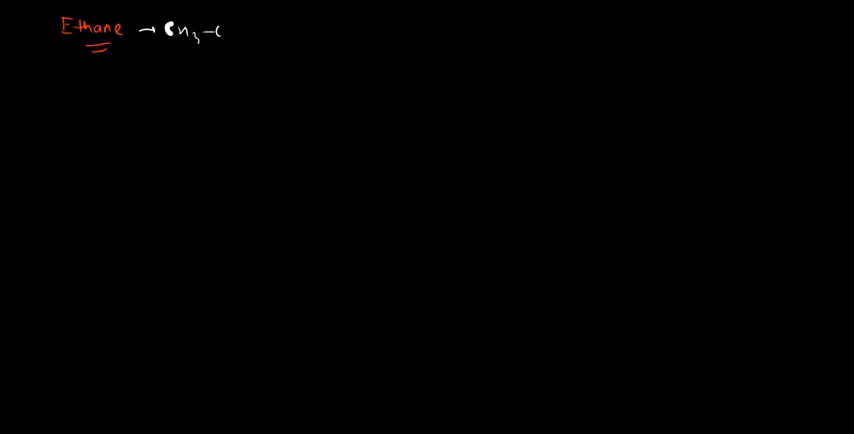 Ethane → CH3-C